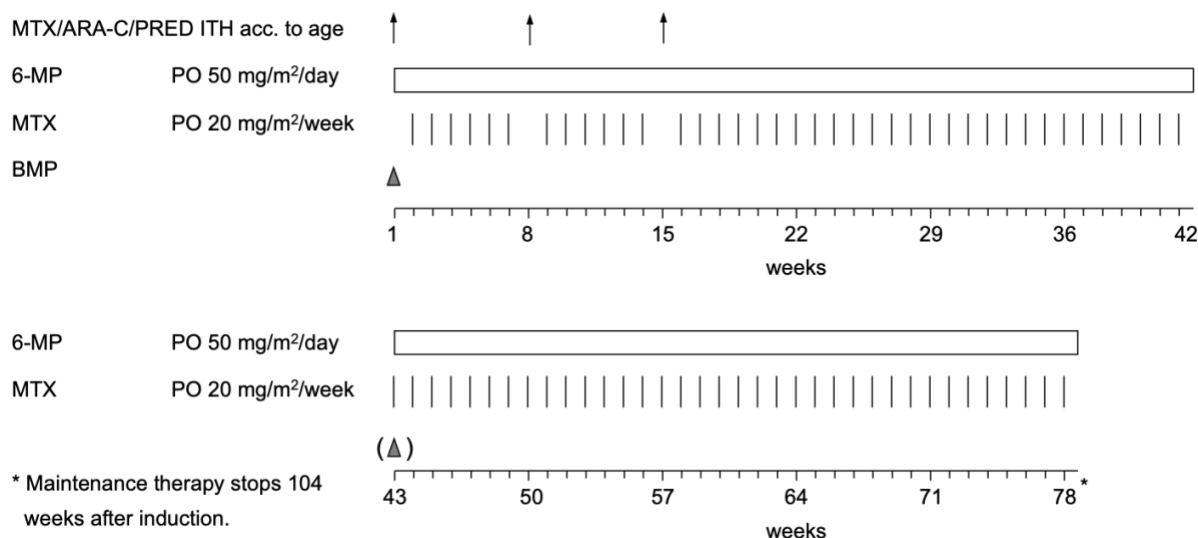 MTX/ARA-C/PRED ITH acc. to age
6-MP PO 50 mg/m²/day
MTX PO 20 mg/m²/week
BMP
1 8 15 22 29 36 42
weeks
6-MP PO 50 mg/m²/day
MTX PO 20 mg/m²/week
( )
43 50 57 64 71 78 *
weeks
* Maintenance therapy stops 104
weeks after induction.